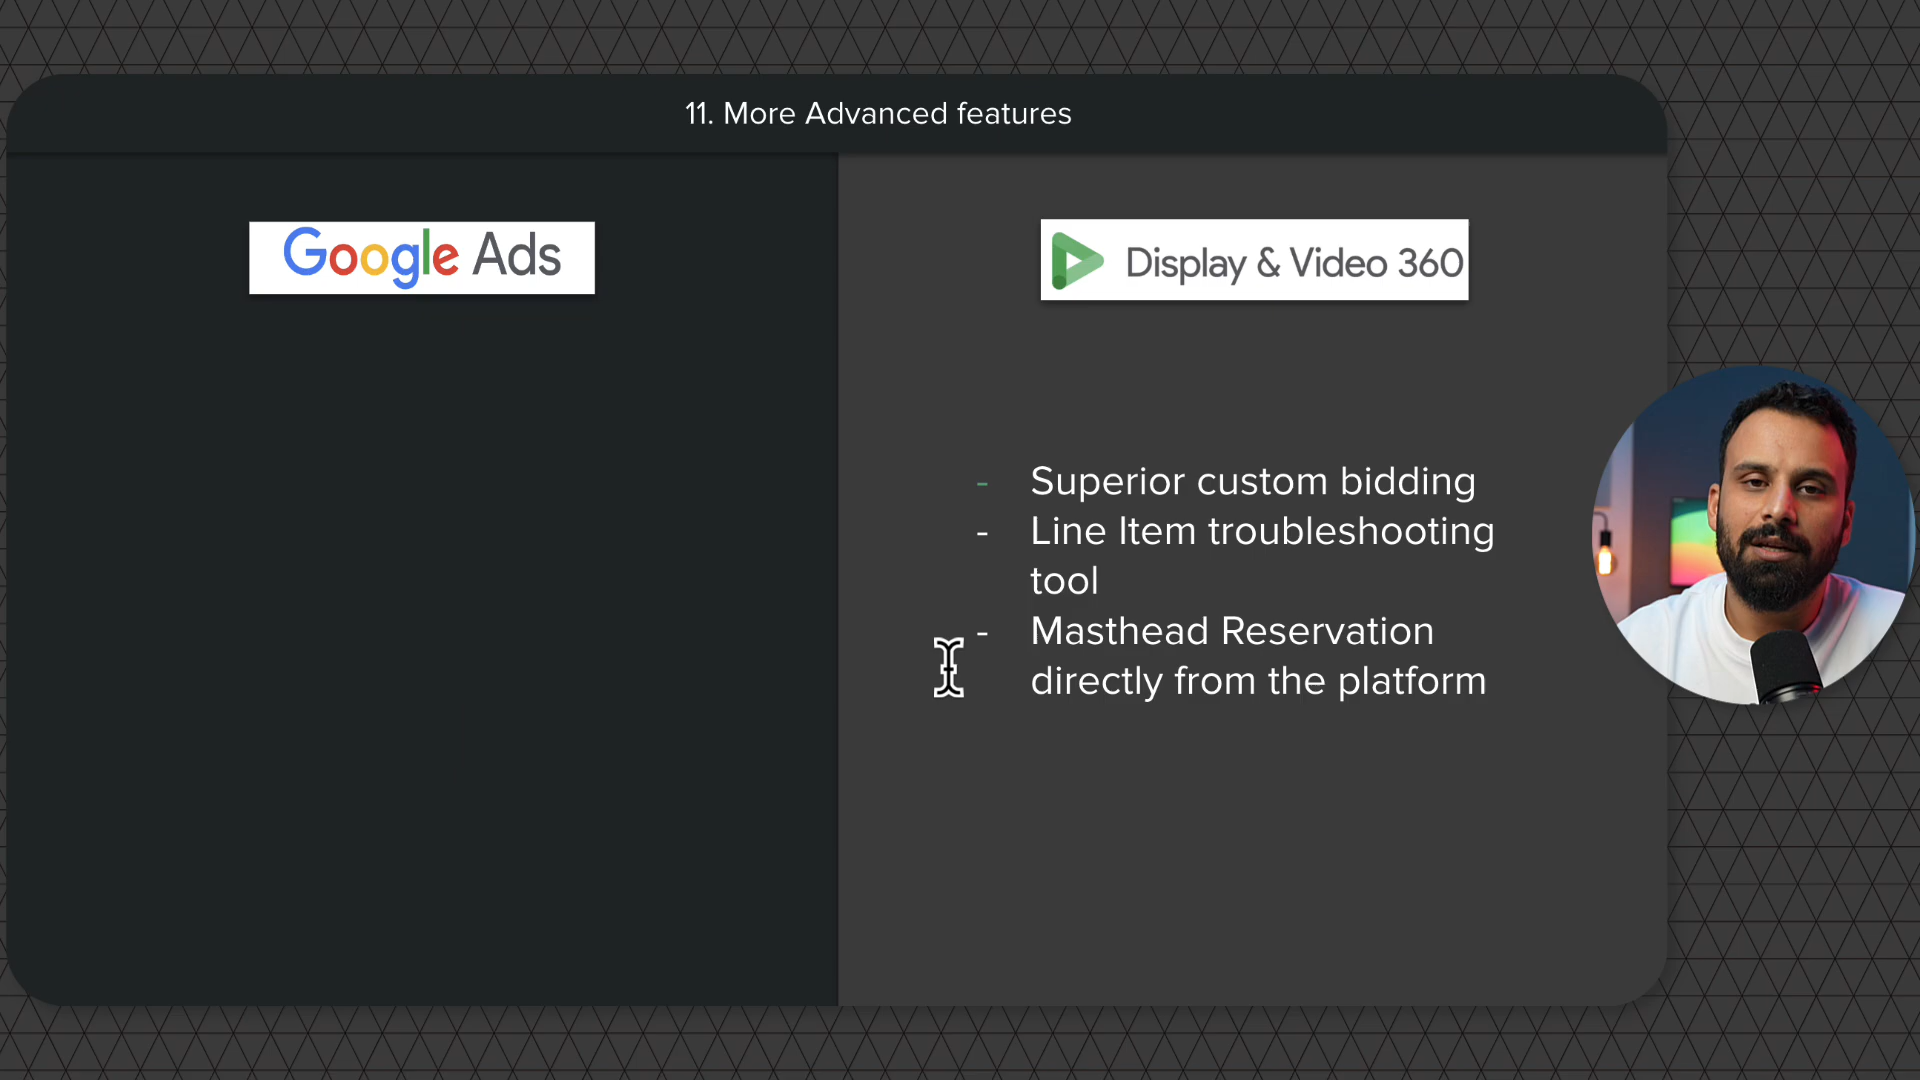 11. More Advanced features
Google Ads
Display & Video 360
- Superior custom bidding
- Line Item troubleshooting
tool
- Masthead Reservation
directly from the platform